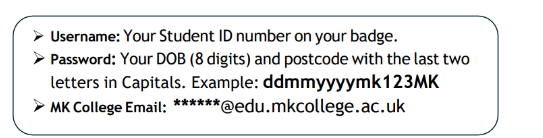 ➢ Username: Your Student ID number on your badge.
➢ Password: Your DOB (8 digits) and postcode with the last two
letters in Capitals. Example: ddmmyyyymk123MK
➢ MK College Email: ******@edu.mkcollege.ac.uk